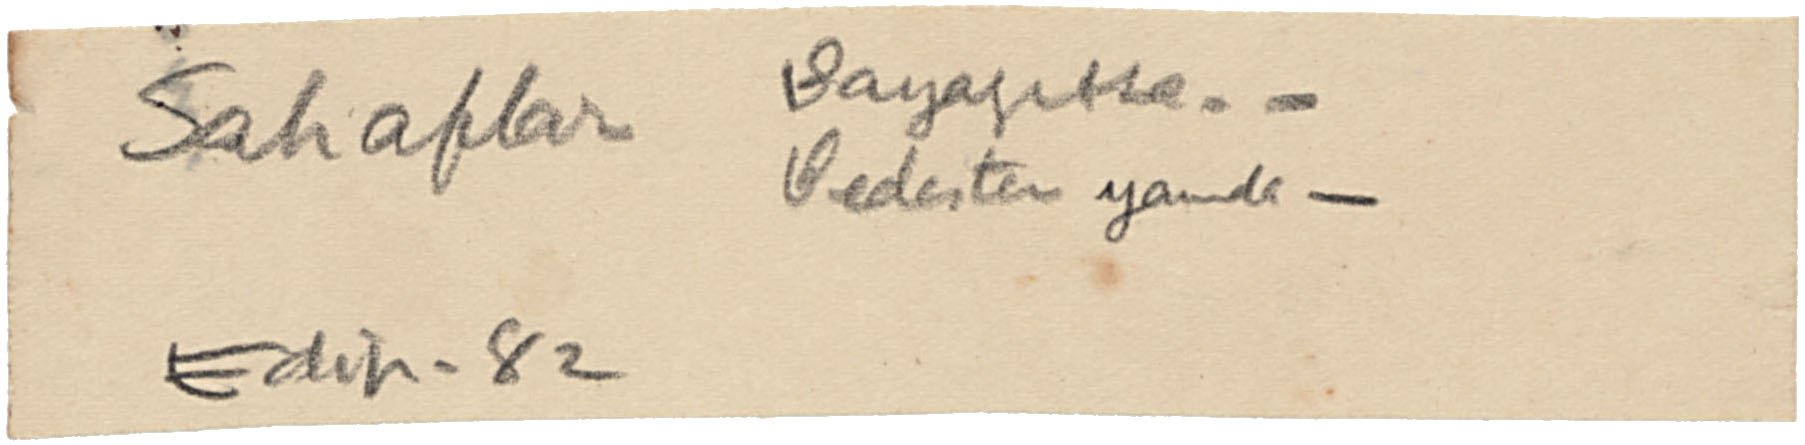 Sahaflar
Bayazıtta. -
Bedesten yanında —
Edip - 82